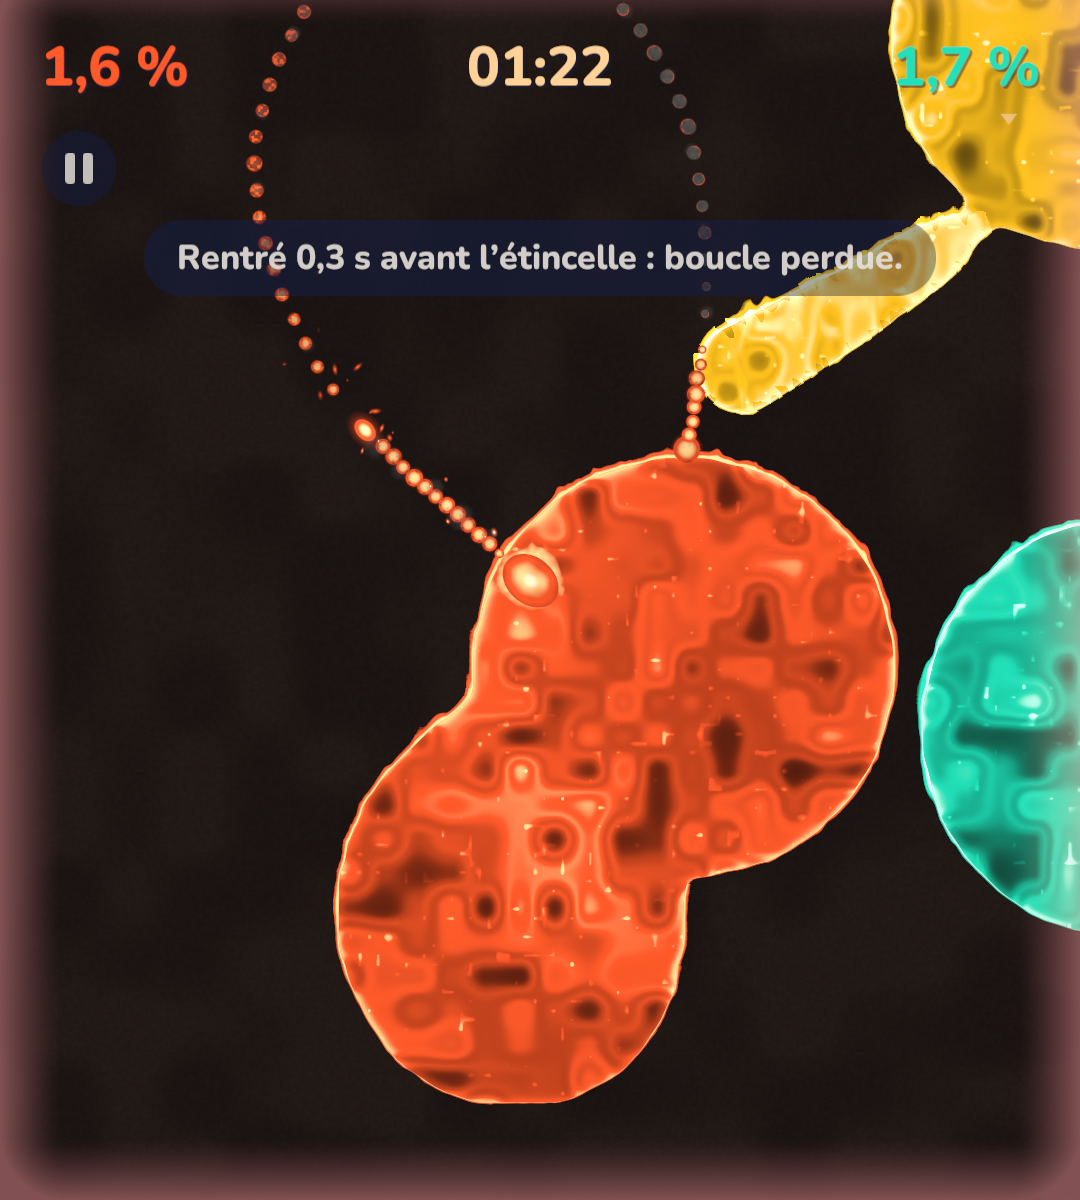 1,6 %
01:22
1,7 %
Rentré 0,3 s avant l’étincelle : boucle perdue.